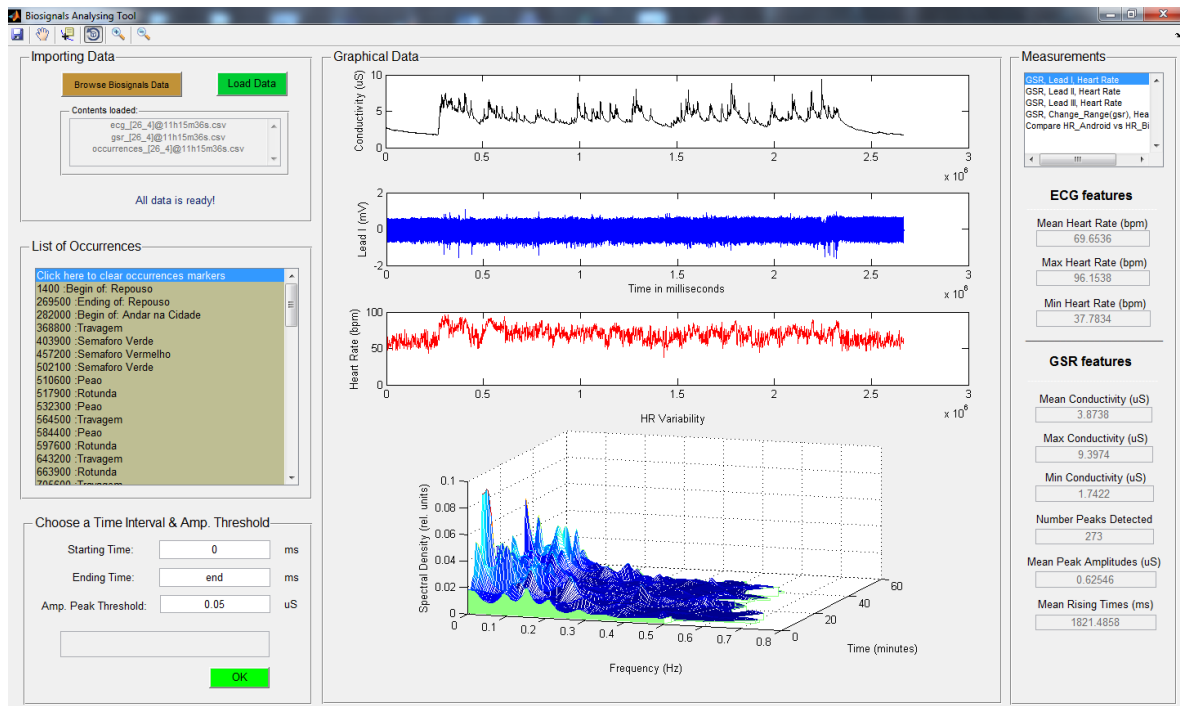 Biosignals Analysing Tool
Importing Data
Browse Biosignals Data
Load Data
Contents loaded:
ecg_[26_4]@11h15m36s.csv
gsr_[26_4]@11h15m36s.csv
occurrences_[26_4]@11h15m36s.csv
All data is ready!
List of Occurrences
Click here to clear occurrences markers
1400 :Begin of: Repouso
269500 :Ending of: Repouso
282000 :Begin of: Andar na Cidade
368800 :Travagem
403900 :Semaforo Verde
457200 :Semaforo Vermelho
502100 :Semaforo Verde
510600 :Peao
517900 :Rotunda
532300 :Peao
564500 :Travagem
584400 :Peao
597600 :Rotunda
643200 :Travagem
663900 :Rotunda
705600 :Travagem
Choose a Time Interval & Amp. Threshold
Starting Time: 0 ms
Ending Time: end ms
Amp. Peak Threshold: 0.05 uS
OK
Graphical Data
Conductivity (uS)
10
5
0
0 0.5 1 1.5 2 2.5 3
x 10^6
Lead I (mV)
2
0
-2
0 0.5 1 1.5 2 2.5 3
Time in milliseconds
x 10^6
Heart Rate (bpm)
100
50
0
0 0.5 1 1.5 2 2.5 3
x 10^6
HR Variability
Spectral Density (rel. units)
0.1
0.08
0.06
0.04
0.02
0
0 0.1 0.2 0.3 0.4 0.5 0.6 0.7 0.8
Frequency (Hz)
0 20 40 60
Time (minutes)
Measurements
GSR, Lead I, Heart Rate
GSR, Lead II, Heart Rate
GSR, Lead III, Heart Rate
GSR, Change_Range(gsr), Hea
Compare HR_Android vs HR_Bi
ECG features
Mean Heart Rate (bpm)
69.6536
Max Heart Rate (bpm)
96.1538
Min Heart Rate (bpm)
37.7834
GSR features
Mean Conductivity (uS)
3.8738
Max Conductivity (uS)
9.3974
Min Conductivity (uS)
1.7422
Number Peaks Detected
273
Mean Peak Amplitudes (uS)
0.62546
Mean Rising Times (ms)
1821.4858